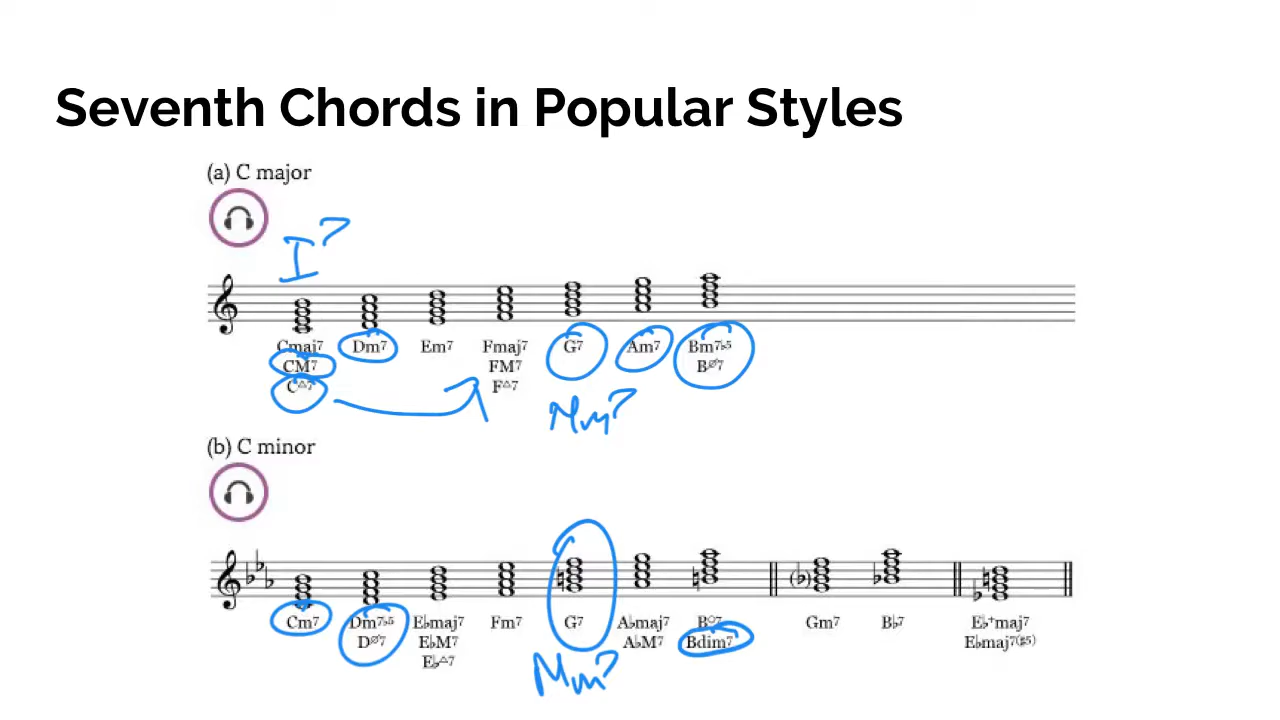 Seventh Chords in Popular Styles
(a) C major
I7
Cmaj⁷ Dm⁷ Em⁷ Fmaj⁷ G⁷ Am⁷ Bm⁷♭⁵
CM⁷ FM⁷ Bø⁷
C△⁷ F△⁷
Mm7
(b) C minor
(♭)
Cm⁷ Dm⁷♭⁵ E♭maj⁷ Fm⁷ G⁷ A♭maj⁷ B°⁷ Gm⁷ B♭⁷ E♭⁺maj⁷
Dø⁷ E♭M⁷ A♭M⁷ Bdim⁷ E♭maj⁷⁽♯⁵⁾
E♭△⁷
Mm7